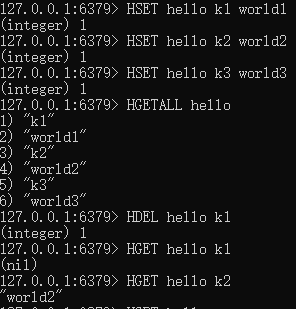 127.0.0.1:6379> HSET hello k1 world1
(integer) 1
127.0.0.1:6379> HSET hello k2 world2
(integer) 1
127.0.0.1:6379> HSET hello k3 world3
(integer) 1
127.0.0.1:6379> HGETALL hello
1) "k1"
2) "world1"
3) "k2"
4) "world2"
5) "k3"
6) "world3"
127.0.0.1:6379> HDEL hello k1
(integer) 1
127.0.0.1:6379> HGET hello k1
(nil)
127.0.0.1:6379> HGET hello k2
"world2"